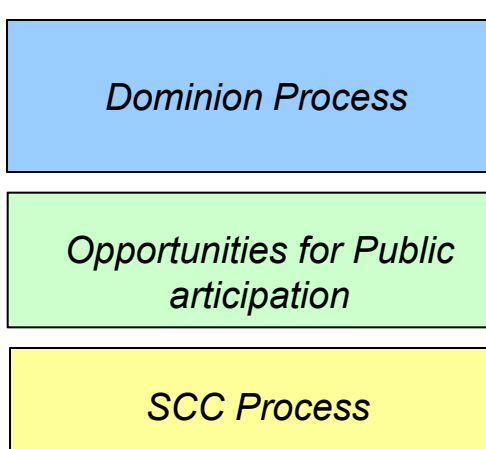 Dominion Process
Opportunities for Public
articipation
SCC Process